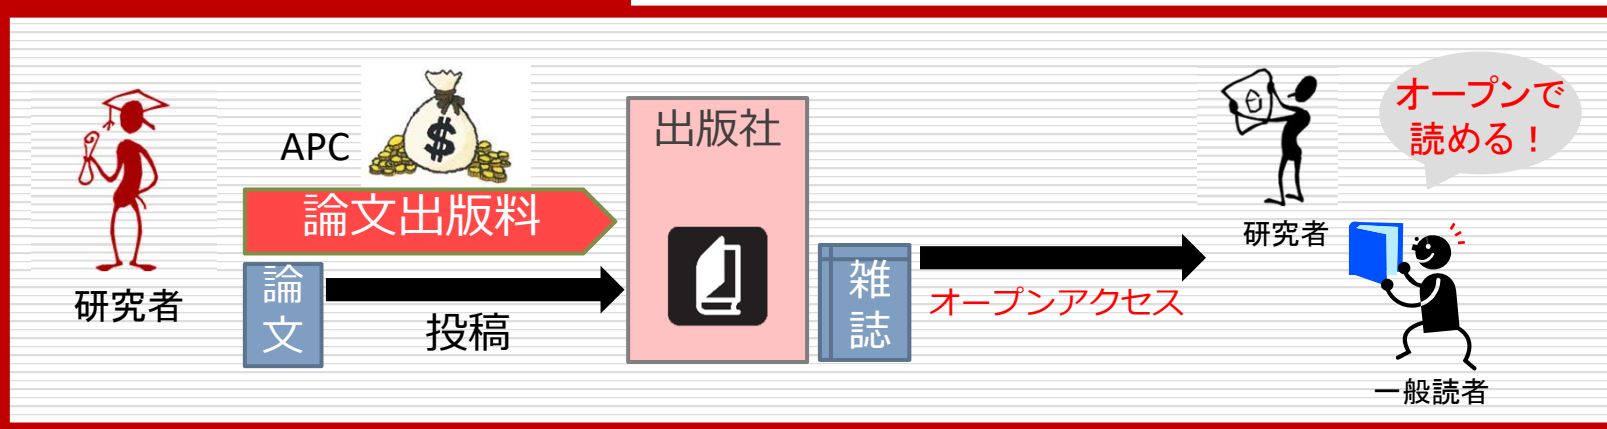 研究者
APC
論文出版料
論
文
投稿
出版社
雑
誌
オープンアクセス
研究者
オープンで
読める！
一般読者